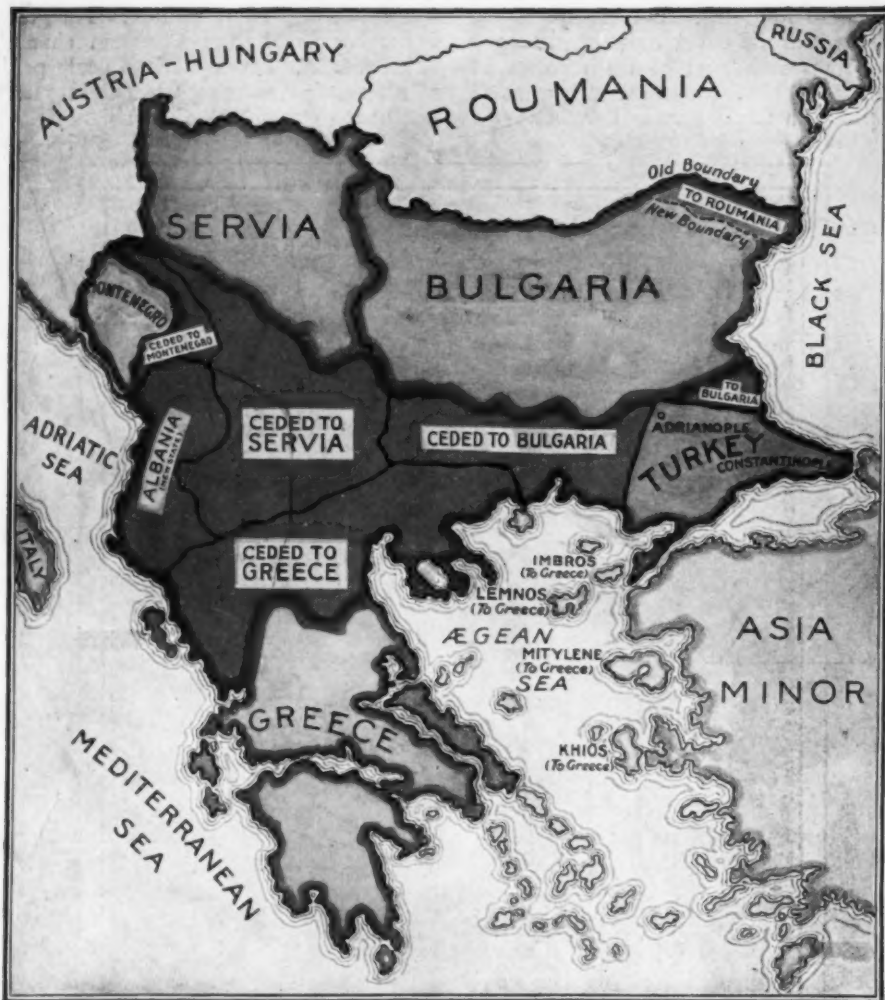 AUSTRIA-HUNGARY
RUSSIA
ROUMANIA
Old Boundary
TO ROUMANIA
New Boundary
SERVIA
BULGARIA
BLACK SEA
MONTENEGRO
CEDED TO
MONTENEGRO
TO
BULGARIA
ADRIATIC
SEA
ALBANIA
(NEW STATE)
CEDED TO
SERVIA
CEDED TO BULGARIA
ADRIANOPLE
TURKEY
CONSTANTINOPLE
ITALY
CEDED TO
GREECE
IMBROS
(To Greece)
LEMNOS
(To Greece)
ÆGEAN
SEA
MITYLENE
(To Greece)
ASIA
MINOR
GREECE
KHIOS
(To Greece)
MEDITERRANEAN
SEA